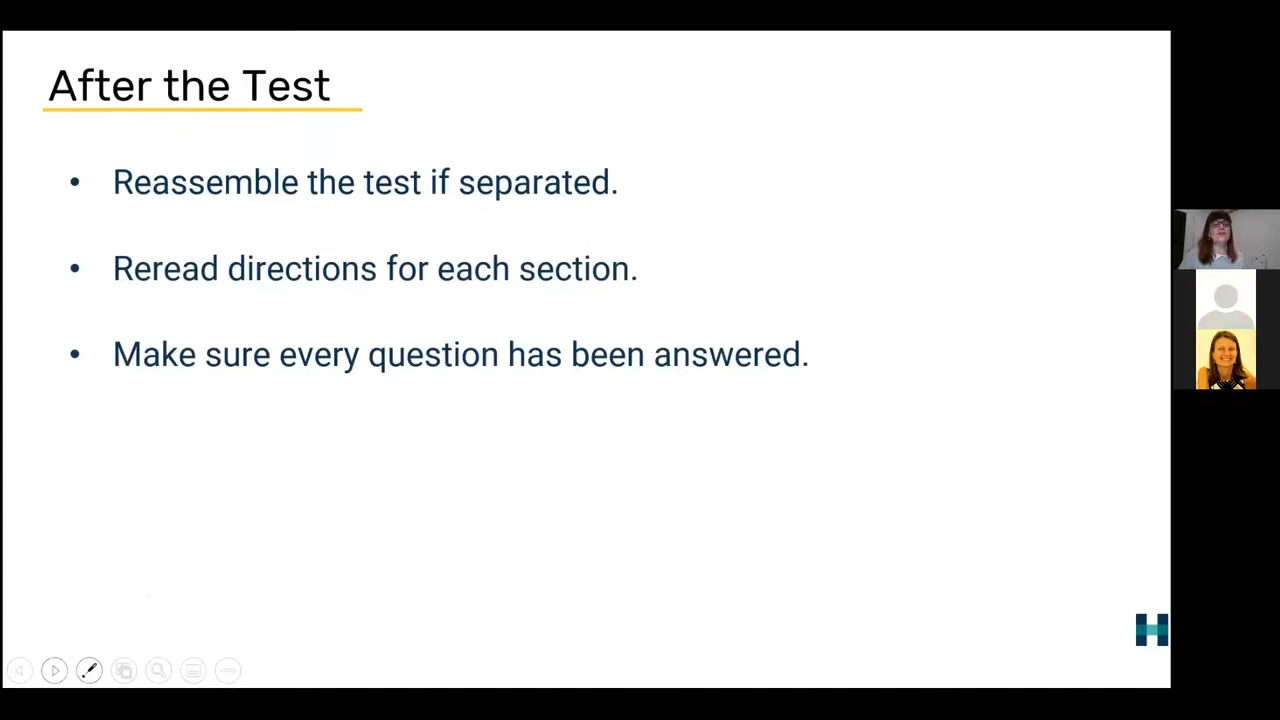 After the Test
• Reassemble the test if separated.
• Reread directions for each section.
• Make sure every question has been answered.
H